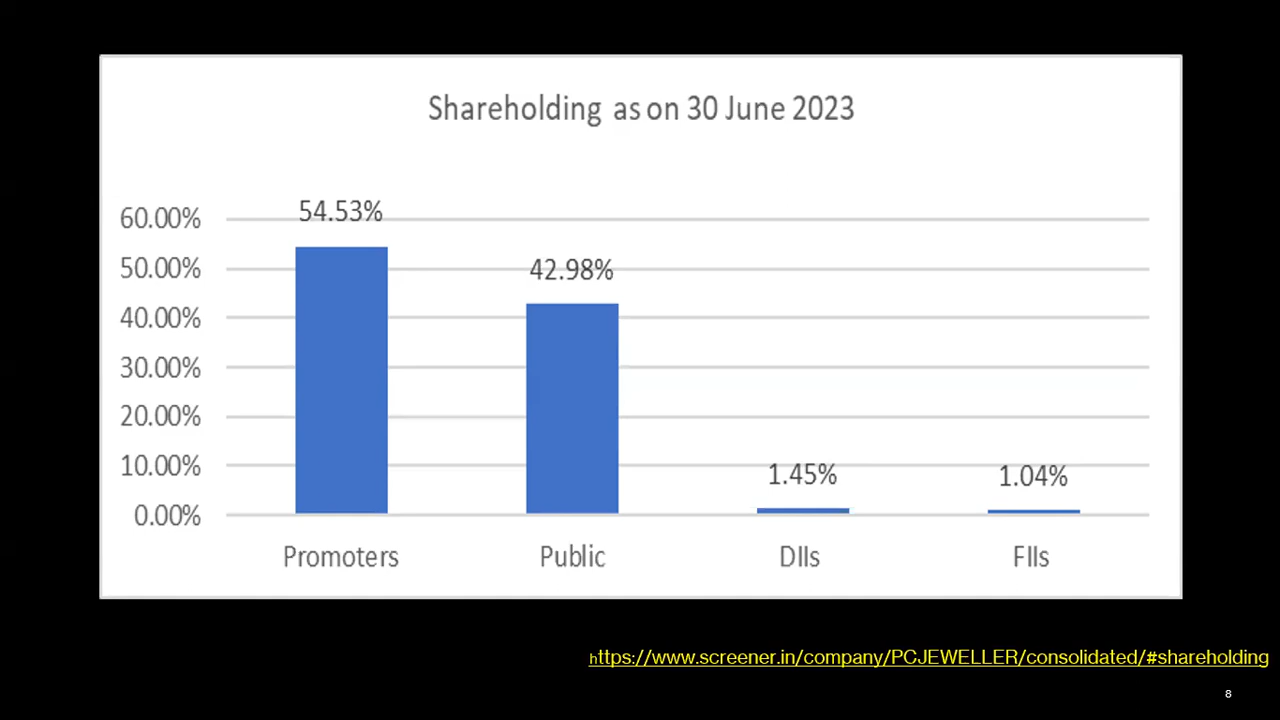 Shareholding as on 30 June 2023
60.00%
50.00%
40.00%
30.00%
20.00%
10.00%
0.00%
54.53%
42.98%
1.45%
1.04%
Promoters
Public
DIIs
FIIs
https://www.screener.in/company/PCJEWELLER/consolidated/#shareholding
8